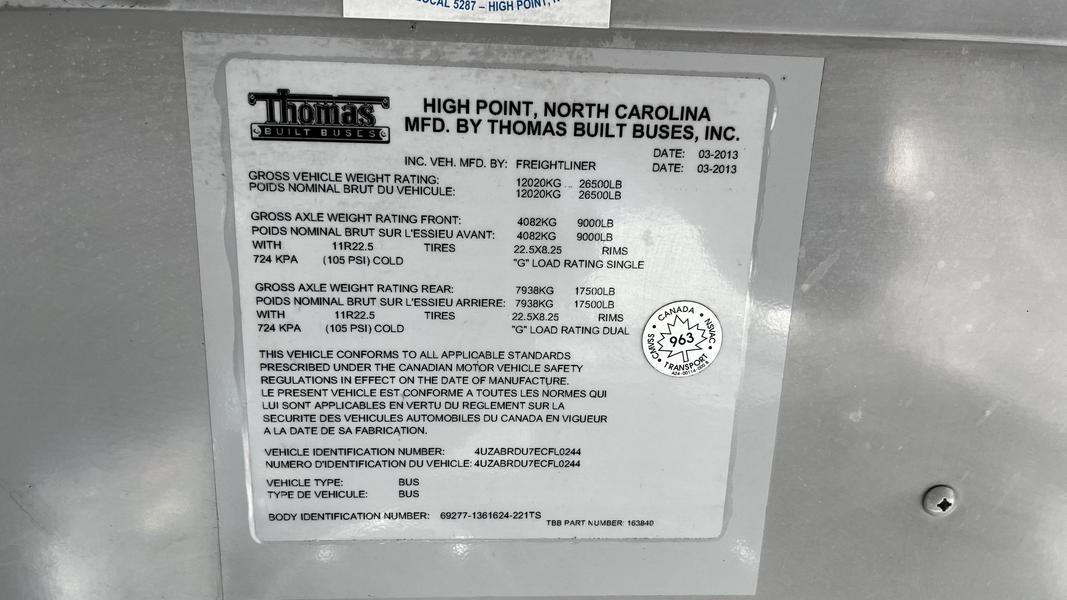 LOCAL 5287 – HIGH POINT,
Thomas
BUILT BUSES
HIGH POINT, NORTH CAROLINA
MFD. BY THOMAS BUILT BUSES, INC.
DATE: 03-2013
INC. VEH. MFD. BY: FREIGHTLINER DATE: 03-2013
GROSS VEHICLE WEIGHT RATING: 12020KG 26500LB
POIDS NOMINAL BRUT DU VEHICULE: 12020KG 26500LB
GROSS AXLE WEIGHT RATING FRONT: 4082KG 9000LB
POIDS NOMINAL BRUT SUR L'ESSIEU AVANT: 4082KG 9000LB
WITH 11R22.5 TIRES 22.5X8.25 RIMS
724 KPA (105 PSI) COLD "G" LOAD RATING SINGLE
GROSS AXLE WEIGHT RATING REAR: 7938KG 17500LB
POIDS NOMINAL BRUT SUR L'ESSIEU ARRIERE: 7938KG 17500LB
WITH 11R22.5 TIRES 22.5X8.25 RIMS
724 KPA (105 PSI) COLD "G" LOAD RATING DUAL
CANADA
NSVAC
963
CMVSS
TRANSPORT
THIS VEHICLE CONFORMS TO ALL APPLICABLE STANDARDS
PRESCRIBED UNDER THE CANADIAN MOTOR VEHICLE SAFETY
REGULATIONS IN EFFECT ON THE DATE OF MANUFACTURE.
LE PRESENT VEHICLE EST CONFORME A TOUTES LES NORMES QUI
LUI SONT APPLICABLES EN VERTU DU REGLEMENT SUR LA
SECURITE DES VEHICULES AUTOMOBILES DU CANADA EN VIGUEUR
A LA DATE DE SA FABRICATION.
VEHICLE IDENTIFICATION NUMBER: 4UZABRDU7ECFL0244
NUMERO D'IDENTIFICATION DU VEHICLE: 4UZABRDU7ECFL0244
VEHICLE TYPE: BUS
TYPE DE VEHICULE: BUS
BODY IDENTIFICATION NUMBER: 69277-1361624-221TS
TBB PART NUMBER: 163840